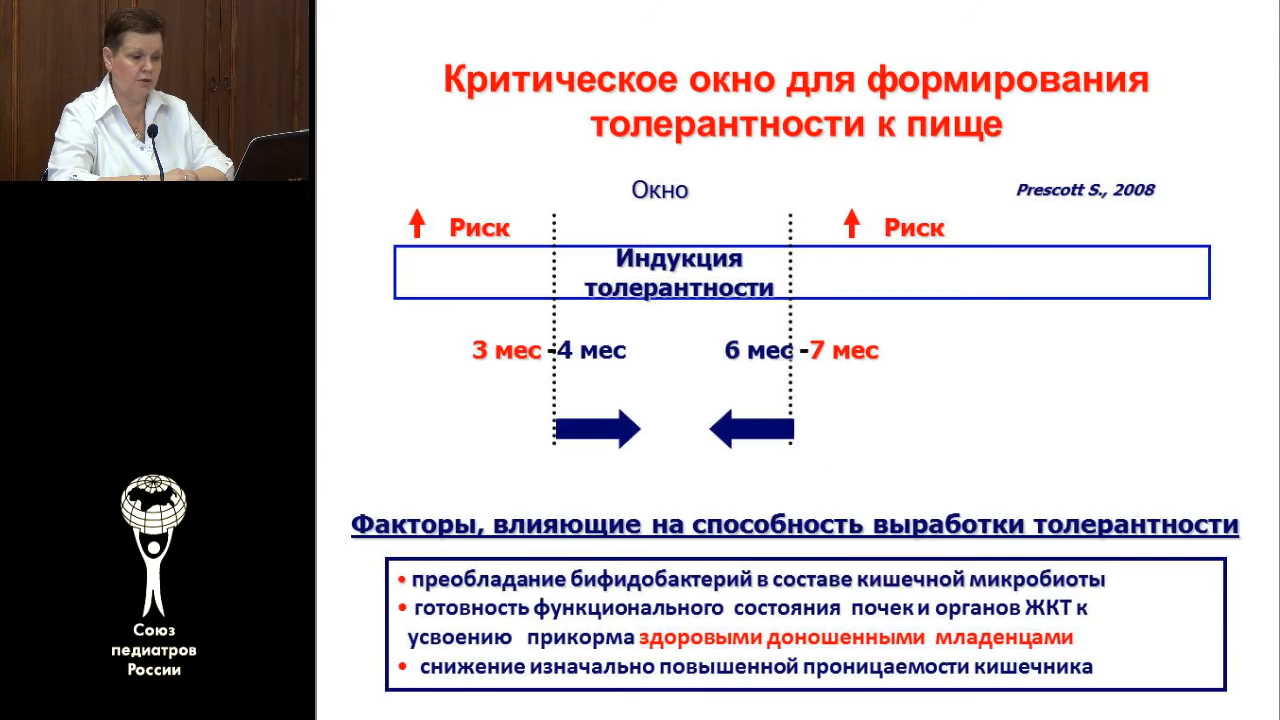 Критическое окно для формирования
толерантности к пище
Окно
Prescott S., 2008
Риск
Риск
Индукция
толерантности
3 мес -4 мес
6 мес -7 мес
Факторы, влияющие на способность выработки толерантности
• преобладание бифидобактерий в составе кишечной микробиоты
• готовность функционального состояния почек и органов ЖКТ к
усвоению прикорма здоровыми доношенными младенцами
• снижение изначально повышенной проницаемости кишечника
Союз
педиатров
России